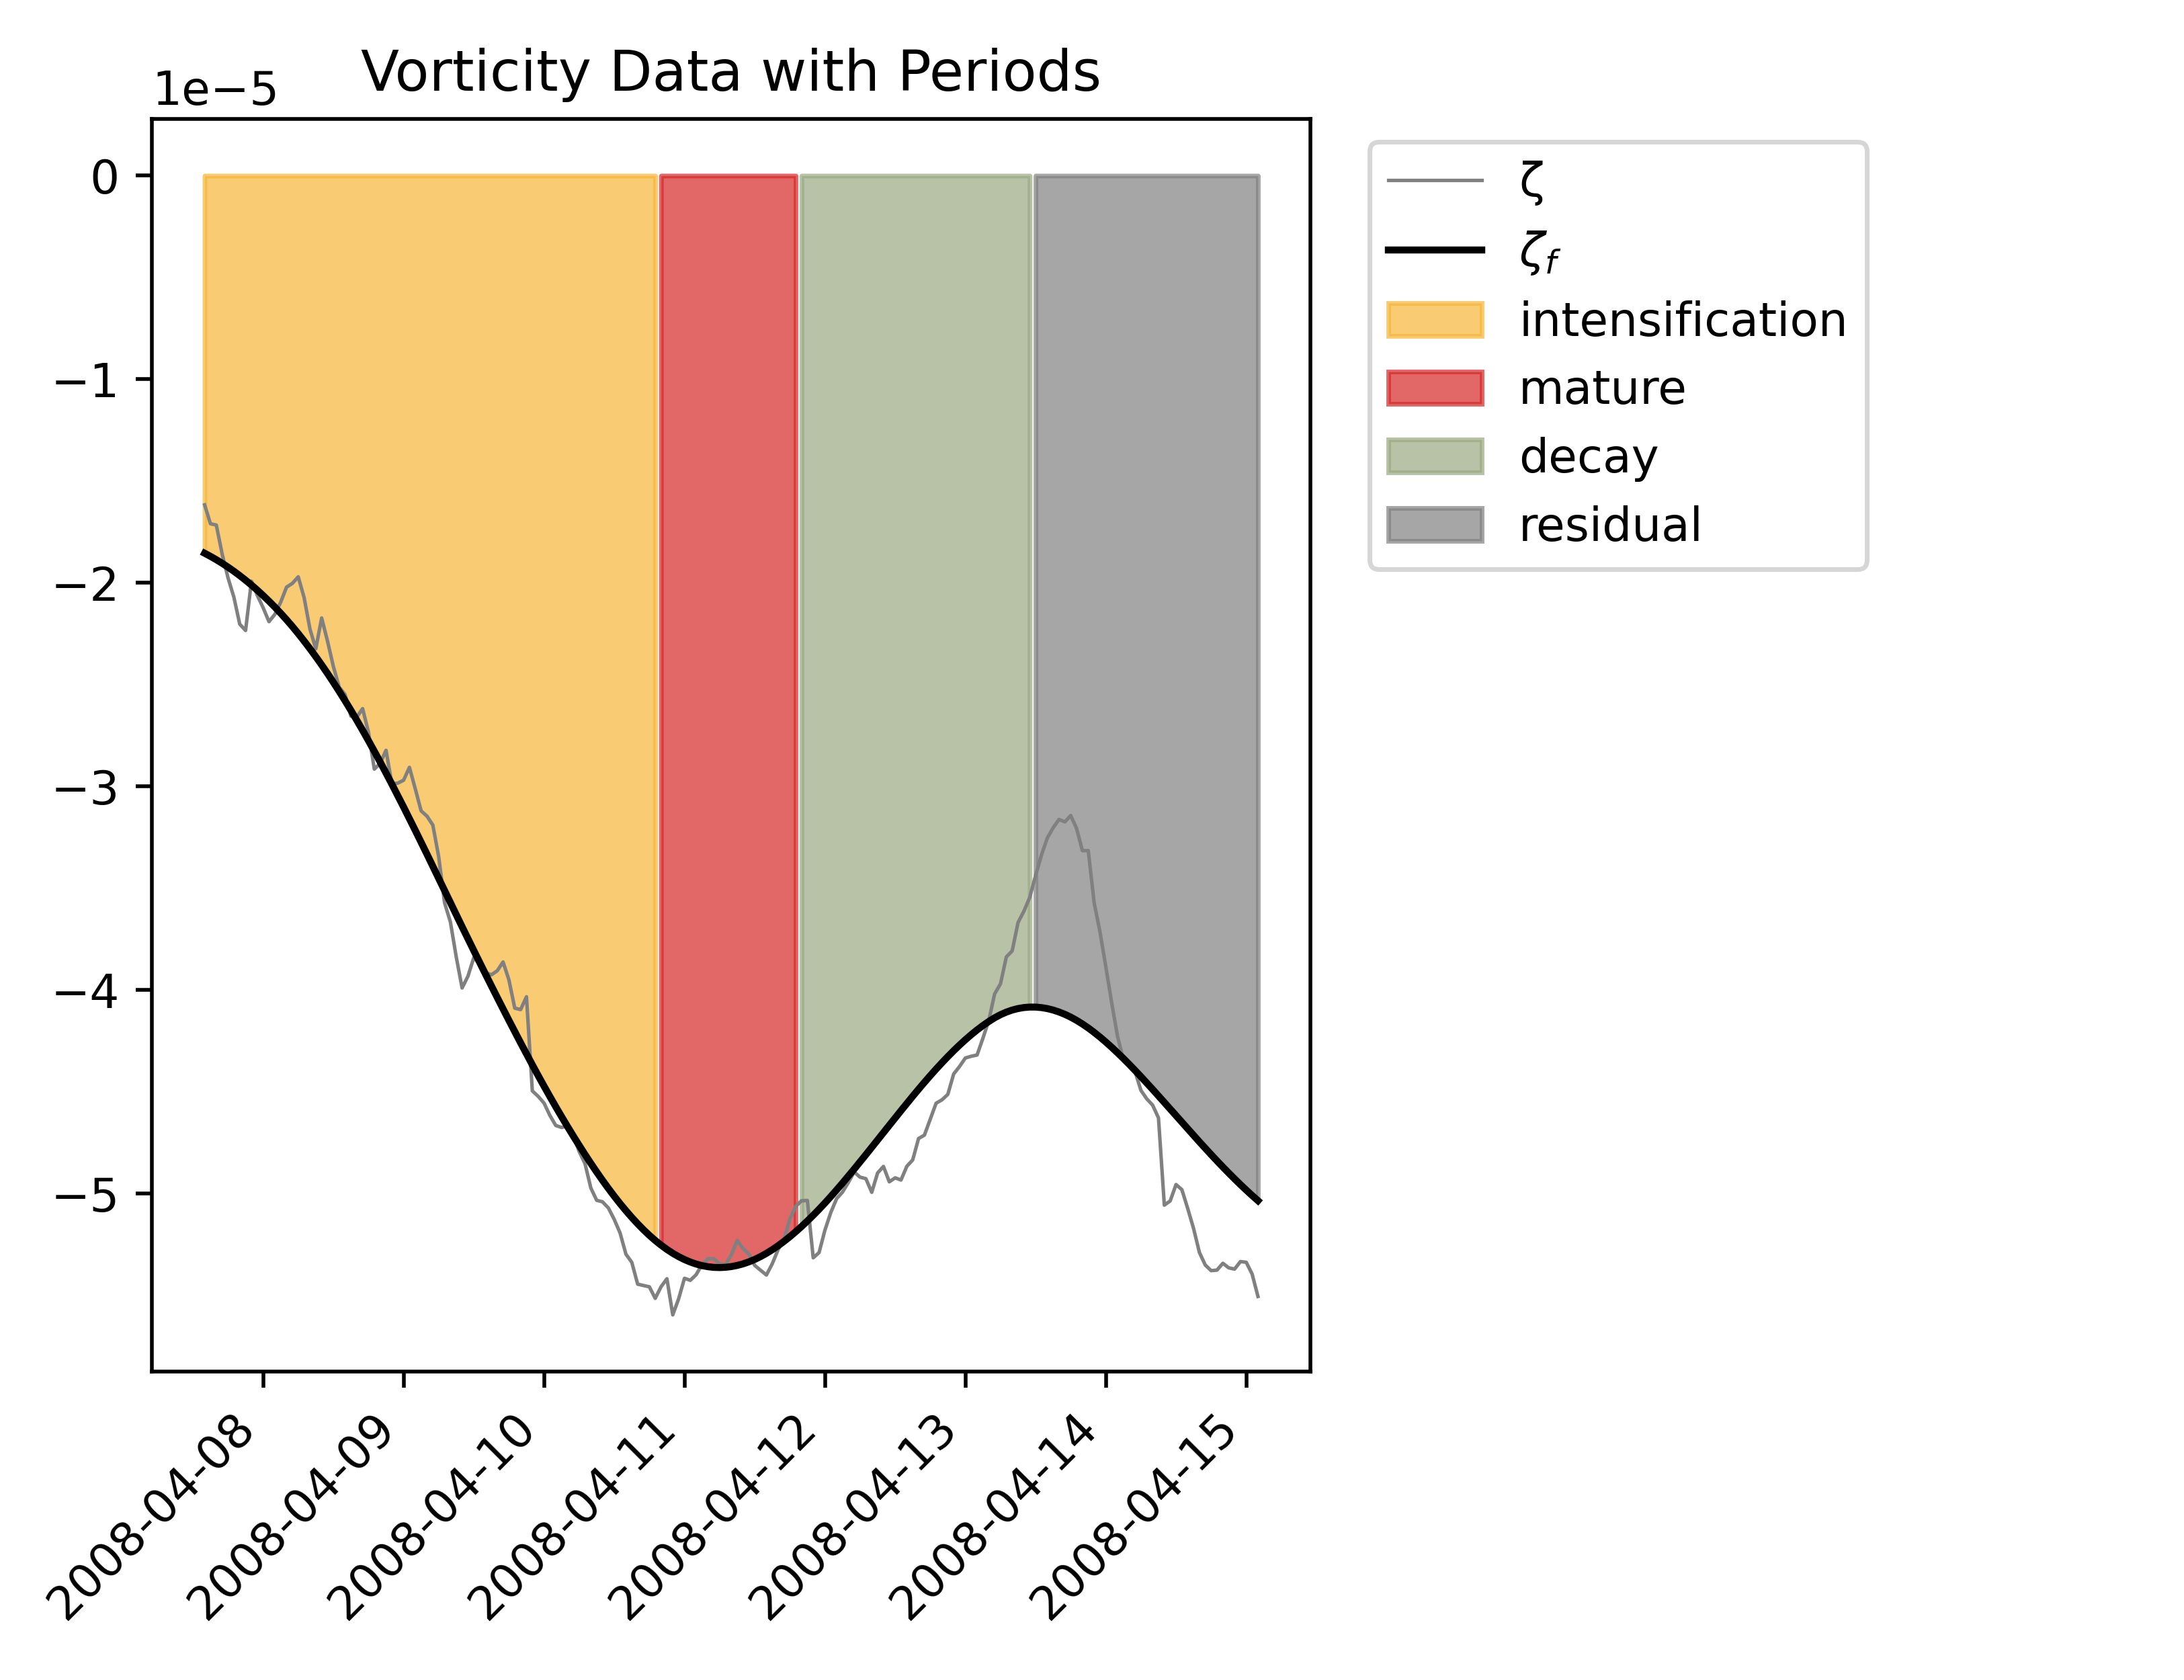 Vorticity Data with Periods
1e−5
0
−1
−2
−3
−4
−5
2008-04-08
2008-04-09
2008-04-10
2008-04-11
2008-04-12
2008-04-13
2008-04-14
2008-04-15
ζ
ζf
intensification
mature
decay
residual